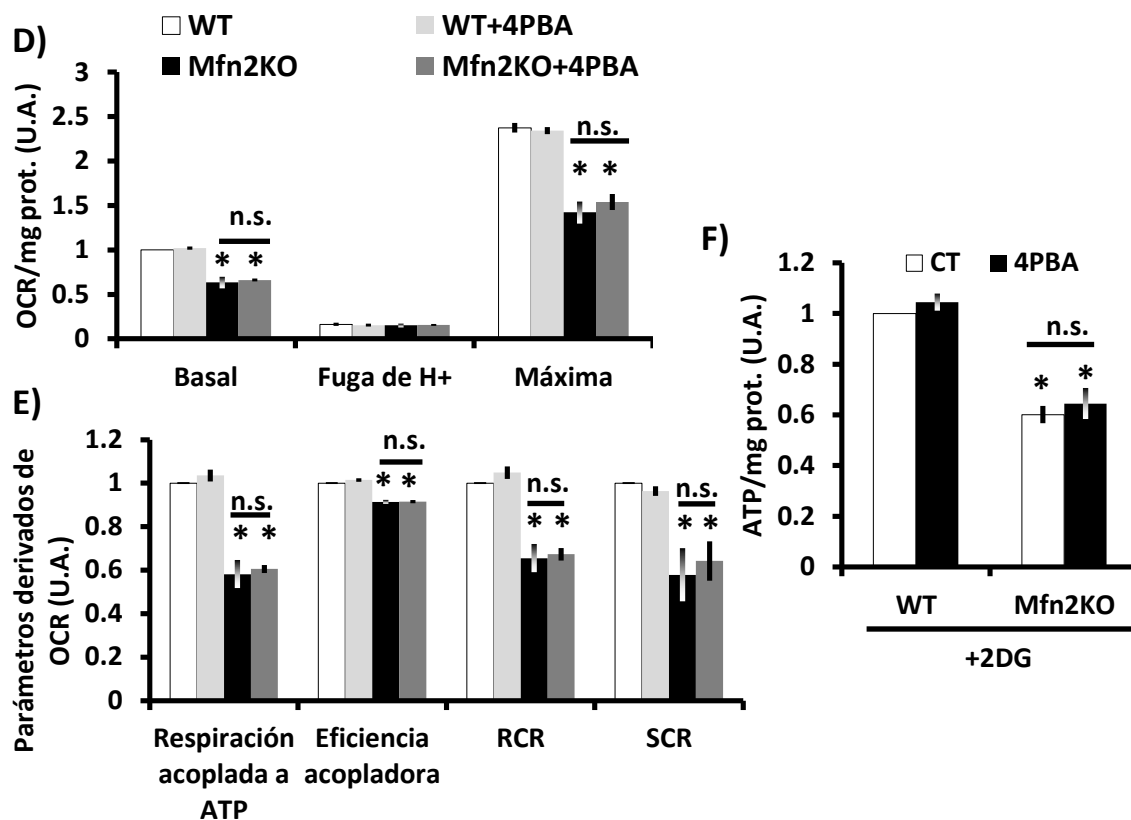 D)
WT
WT+4PBA
Mfn2KO
Mfn2KO+4PBA
OCR/mg prot. (U.A.)
3
2.5
2
1.5
1
0.5
0
n.s.
* *
n.s.
* *
Basal
Fuga de H+
Máxima
E)
Parámetros derivados de
OCR (U.A.)
1.2
1
0.8
0.6
0.4
0.2
0
n.s.
* *
n.s.
* *
n.s.
* *
n.s.
* *
Respiración
acoplada a
ATP
Eficiencia
acopladora
RCR
SCR
F)
CT
4PBA
ATP/mg prot. (U.A.)
1.2
1
0.8
0.6
0.4
0.2
0
n.s.
* *
WT
Mfn2KO
+2DG